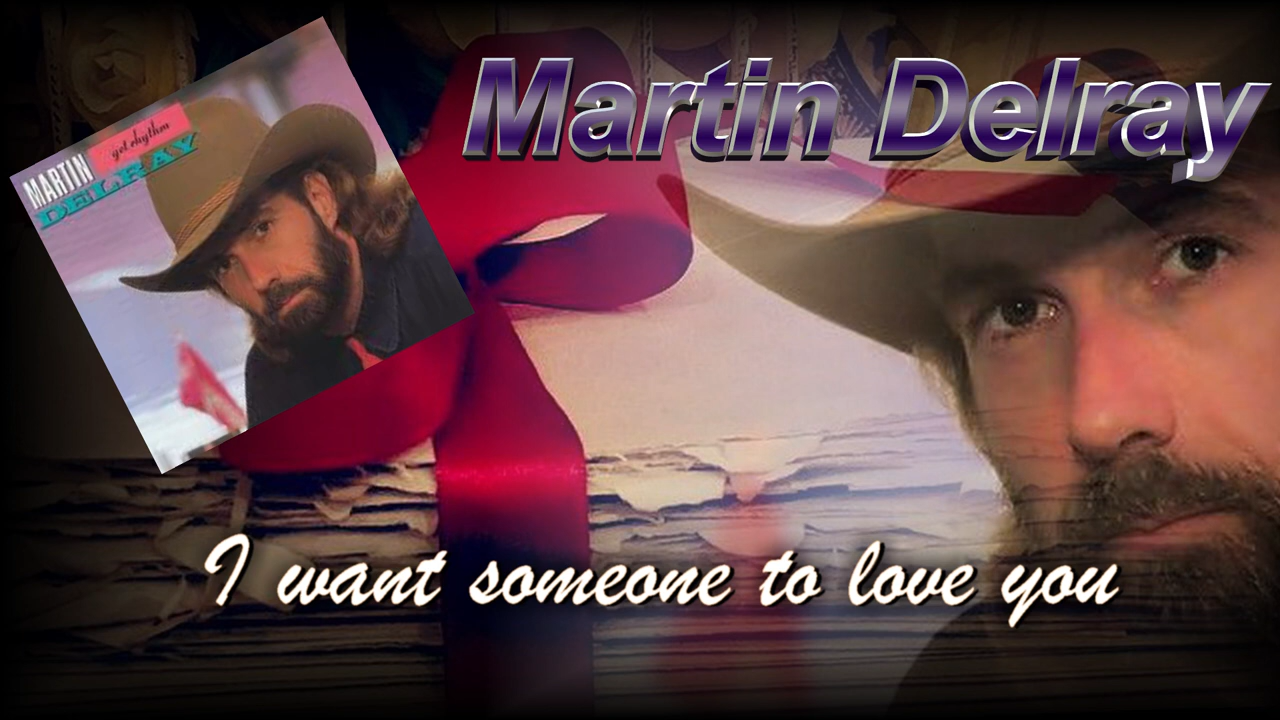 Martin Delray
MARTIN
get rhythm
DELRAY
I want someone to love you